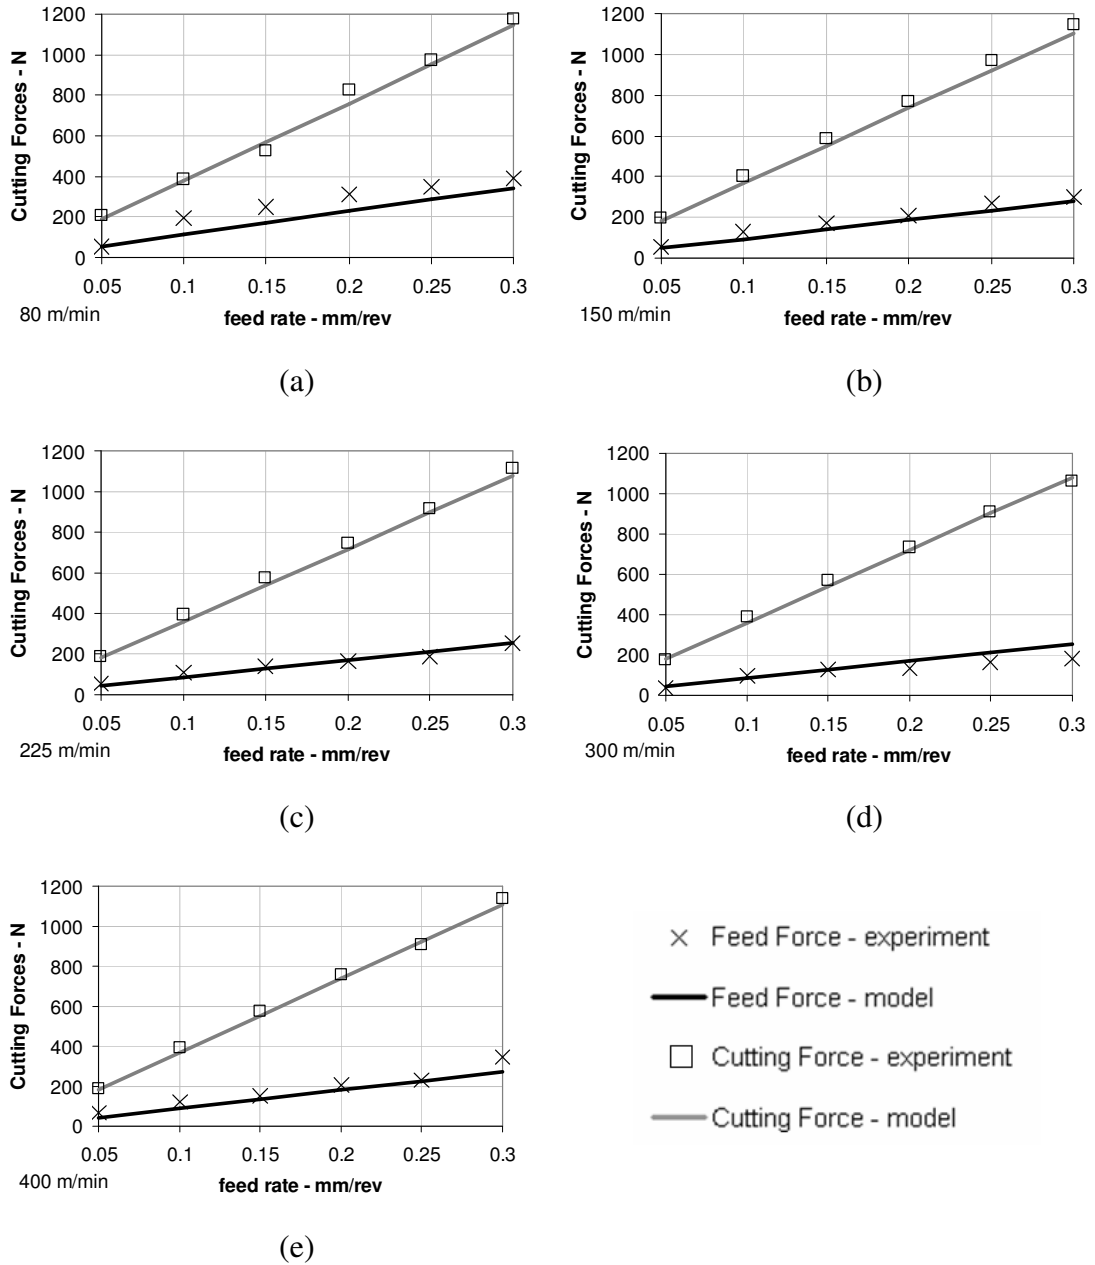 1200
1000
800
600
400
200
0
Cutting Forces - N
0.05 0.1 0.15 0.2 0.25 0.3
80 m/min feed rate - mm/rev
(a)
1200
1000
800
600
400
200
0
Cutting Forces - N
0.05 0.1 0.15 0.2 0.25 0.3
150 m/min feed rate - mm/rev
(b)
1200
1000
800
600
400
200
0
Cutting Forces - N
0.05 0.1 0.15 0.2 0.25 0.3
225 m/min feed rate - mm/rev
(c)
1200
1000
800
600
400
200
0
Cutting Forces - N
0.05 0.1 0.15 0.2 0.25 0.3
300 m/min feed rate - mm/rev
(d)
1200
1000
800
600
400
200
0
Cutting Forces - N
0.05 0.1 0.15 0.2 0.25 0.3
400 m/min feed rate - mm/rev
(e)
Feed Force - experiment
Feed Force - model
Cutting Force - experiment
Cutting Force - model